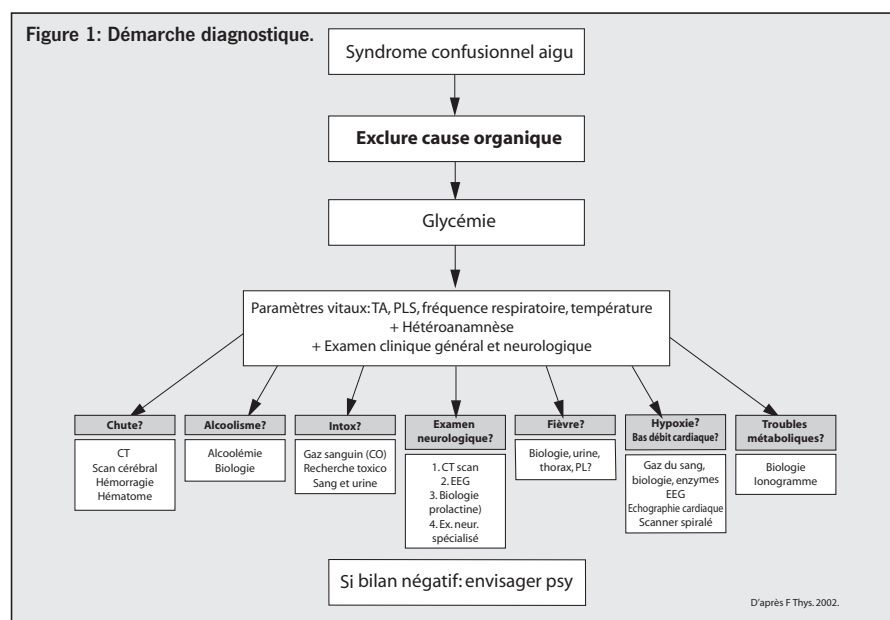 Figure 1: Démarche diagnostique.
Syndrome confusionnel aigu
Exclure cause organique
Glycémie
Paramètres vitaux: TA, PLS, fréquence respiratoire, température
+ Hétéroanamnèse
+ Examen clinique général et neurologique
Chute?
CT
Scan cérébral
Hémorragie
Hématome
Alcoolisme?
Alcoolémie
Biologie
Intox?
Gaz sanguin (CO)
Recherche toxico
Sang et urine
Examen
neurologique?
1. CT scan
2. EEG
3. Biologie
prolactine)
4. Ex. neur.
spécialisé
Fièvre?
Biologie, urine,
thorax, PL?
Hypoxie?
Bas débit cardiaque?
Gaz du sang,
biologie, enzymes
EEG
Echographie cardiaque
Scanner spiralé
Troubles
métaboliques?
Biologie
Ionogramme
Si bilan négatif: envisager psy
D'après F Thys. 2002.